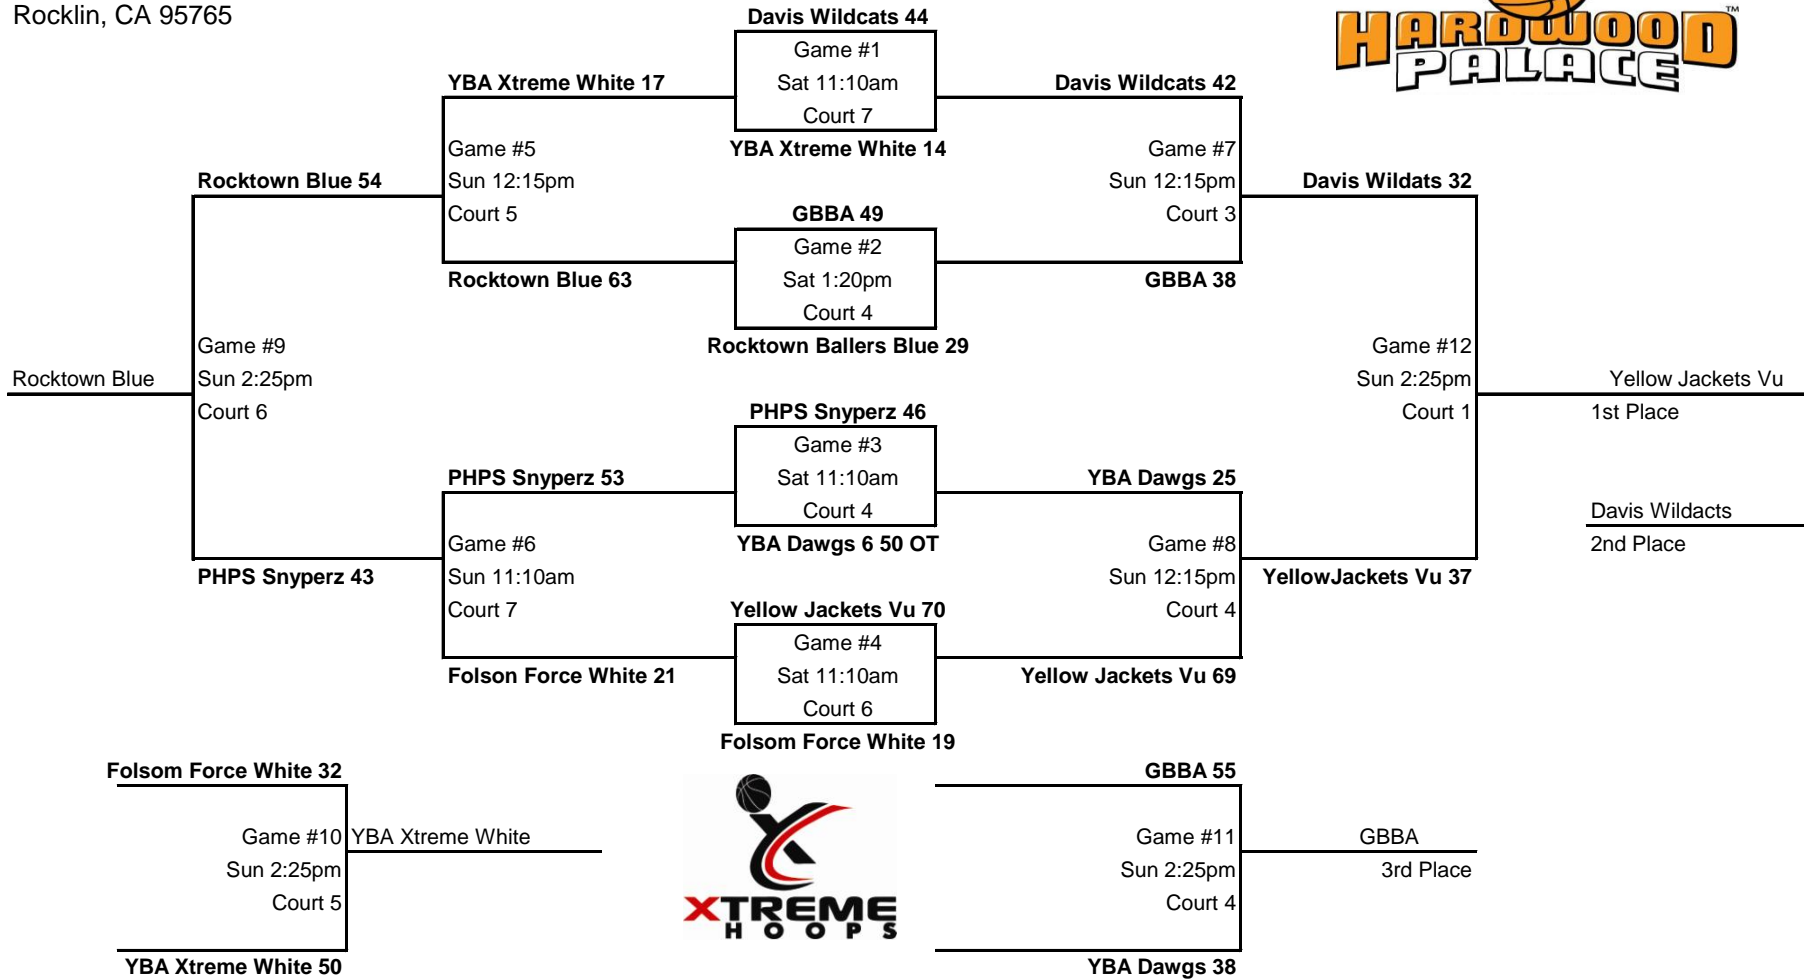 Rocklin, CA 95765
HARDWOOD
PALACE
TM
Davis Wildcats 44
Game #1
Sat 11:10am
Court 7
YBA Xtreme White 14
YBA Xtreme White 17
Game #5
Sun 12:15pm
Court 5
Rocktown Blue 63
GBBA 49
Game #2
Sat 1:20pm
Court 4
Rocktown Ballers Blue 29
Davis Wildcats 42
Game #7
Sun 12:15pm
Court 3
GBBA 38
Rocktown Blue 54
Game #9
Sun 2:25pm
Court 6
PHPS Snyperz 43
Rocktown Blue
Davis Wildats 32
Game #12
Sun 2:25pm
Court 1
YellowJackets Vu 37
Yellow Jackets Vu
1st Place
Davis Wildacts
2nd Place
PHPS Snyperz 46
Game #3
Sat 11:10am
Court 4
YBA Dawgs 6 50 OT
PHPS Snyperz 53
Game #6
Sun 11:10am
Court 7
Folson Force White 21
Yellow Jackets Vu 70
Game #4
Sat 11:10am
Court 6
Folsom Force White 19
YBA Dawgs 25
Game #8
Sun 12:15pm
Court 4
Yellow Jackets Vu 69
Folsom Force White 32
Game #10
Sun 2:25pm
Court 5
YBA Xtreme White 50
YBA Xtreme White
XTREME
HOOPS
GBBA 55
Game #11
Sun 2:25pm
Court 4
YBA Dawgs 38
GBBA
3rd Place